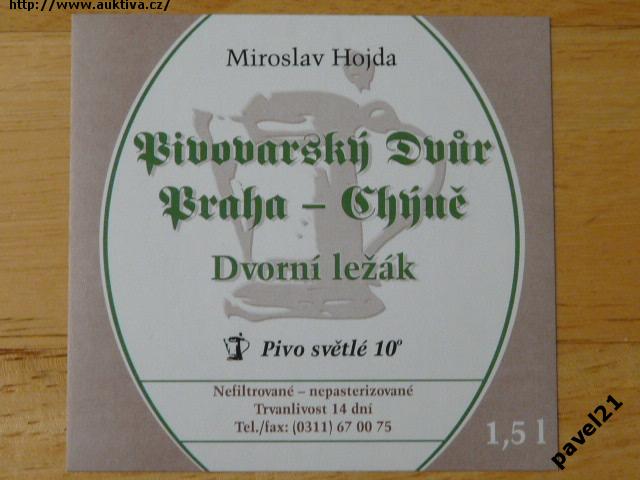 http://www.auktiva.cz/
Miroslav Hojda
Pivovarský Dvůr
Praha – Chýně
Dvorní ležák
Pivo světlé 10°
Nefiltrované – nepasterizované
Trvanlivost 14 dní
Tel./fax: (0311) 67 00 75
1,5 l
pavel21